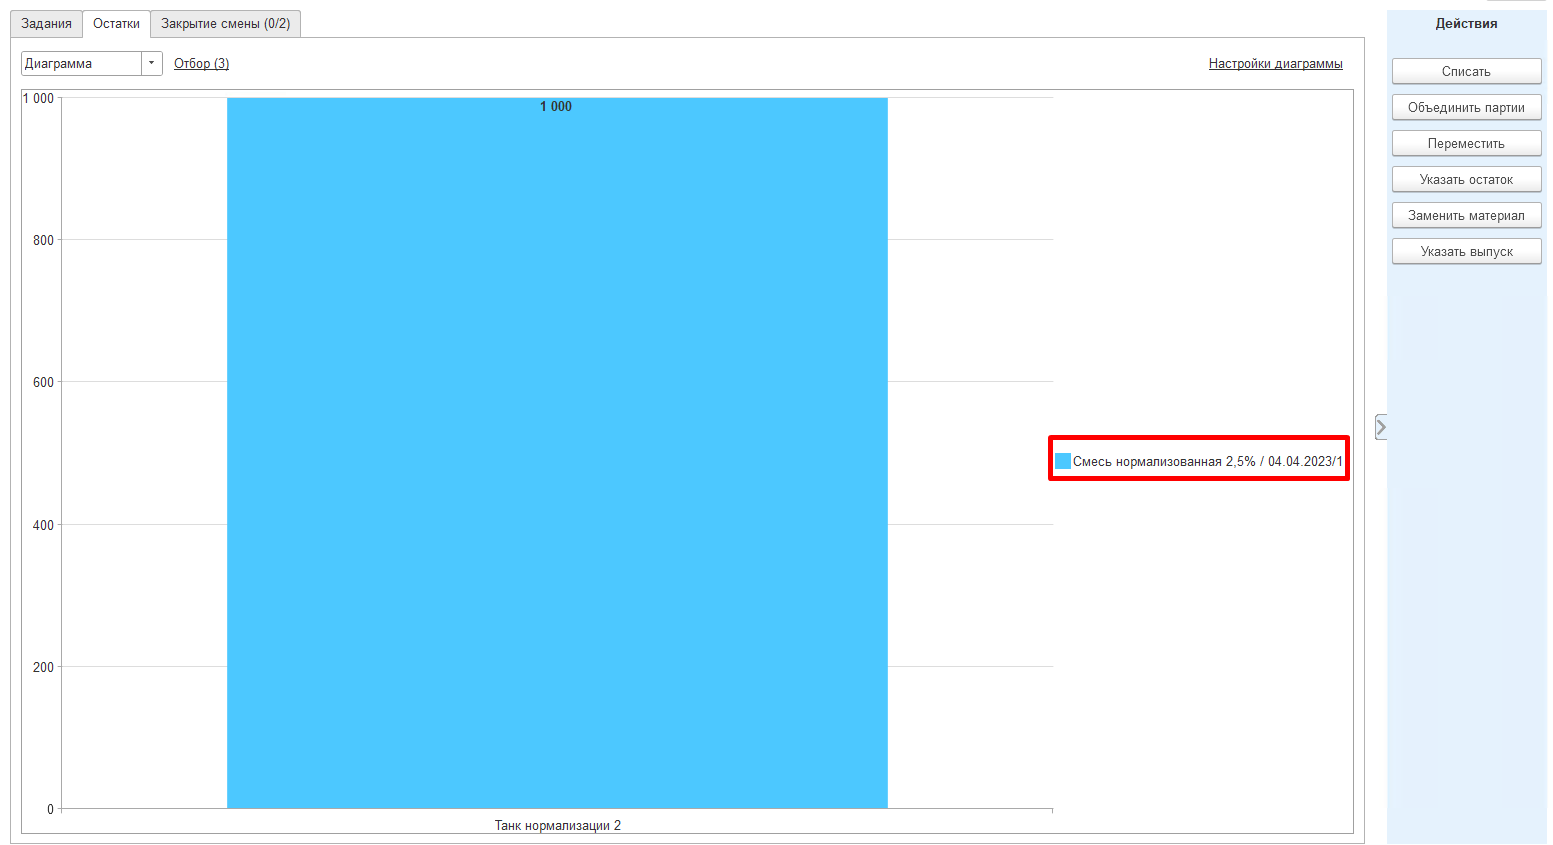 Задания Остатки Закрытие смены (0/2)
Диаграмма Отбор (3) Настройки диаграммы
1 000
1 000
800
600
400
200
0
Танк нормализации 2
Смесь нормализованная 2,5% / 04.04.2023/1
Действия
Списать
Объединить партии
Переместить
Указать остаток
Заменить материал
Указать выпуск